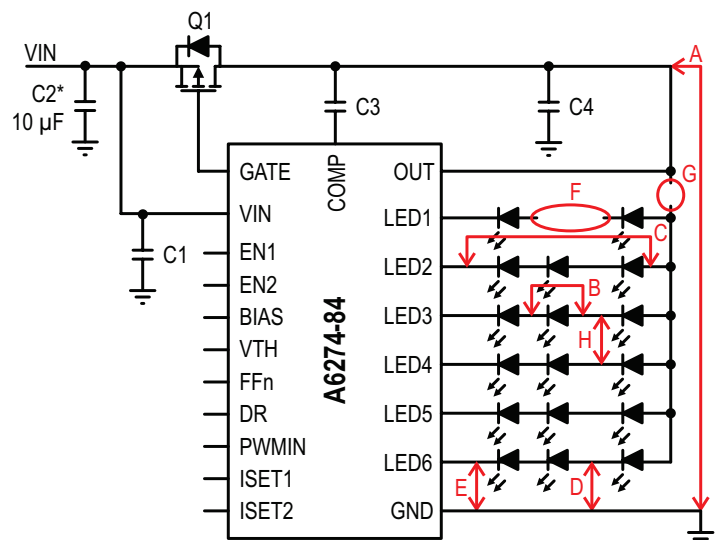 Q1
A
VIN
C2*
10 µF
C3
C4
GATE
COMP
OUT
G
VIN
LED1
F
C
C1
EN1
LED2
EN2
B
BIAS
LED3
A6274-84
H
VTH
LED4
FFn
DR
LED5
PWMIN
LED6
ISET1
E
D
ISET2
GND